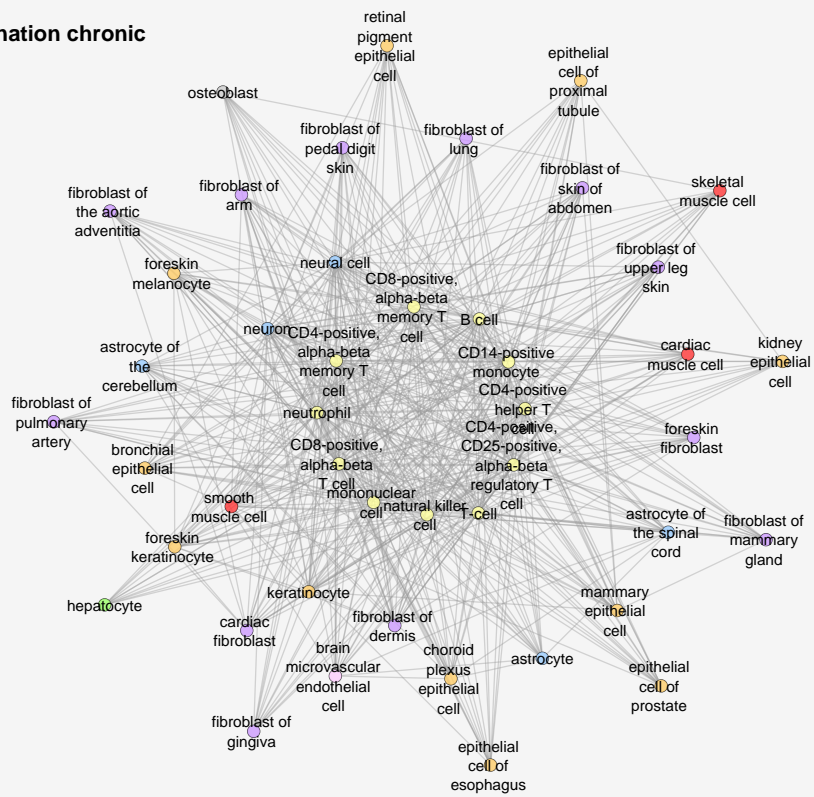 nation chronic
retinal
pigment
epithelial
cell
epithelial
cell of
proximal
tubule
osteoblast
fibroblast of
pedal digit
skin
fibroblast of
lung
fibroblast of
skin of
abdomen
skeletal
muscle cell
fibroblast of
the aortic
adventitia
fibroblast of
arm
foreskin
melanocyte
neural cell
fibroblast of
upper leg
skin
CD8-positive,
alpha-beta
memory T
cell
B cell
neuron
CD4-positive,
alpha-beta
memory T
cell
CD14-positive
monocyte
cardiac
muscle cell
kidney
epithelial
cell
astrocyte of
the
cerebellum
CD4-positive
helper T
cell
fibroblast of
pulmonary
artery
neutrophil
CD4-positive,
CD25-positive,
alpha-beta
regulatory T
cell
foreskin
fibroblast
bronchial
epithelial
cell
CD8-positive,
alpha-beta
T cell
smooth
muscle cell
mononuclear
cell
natural killer
cell
T-cell
astrocyte of
the spinal
cord
fibroblast of
mammary
gland
foreskin
keratinocyte
hepatocyte
keratinocyte
mammary
epithelial
cell
cardiac
fibroblast
fibroblast of
dermis
brain
microvascular
endothelial
cell
choroid
plexus
epithelial
cell
astrocyte
epithelial
cell of
prostate
fibroblast of
gingiva
epithelial
cell of
esophagus